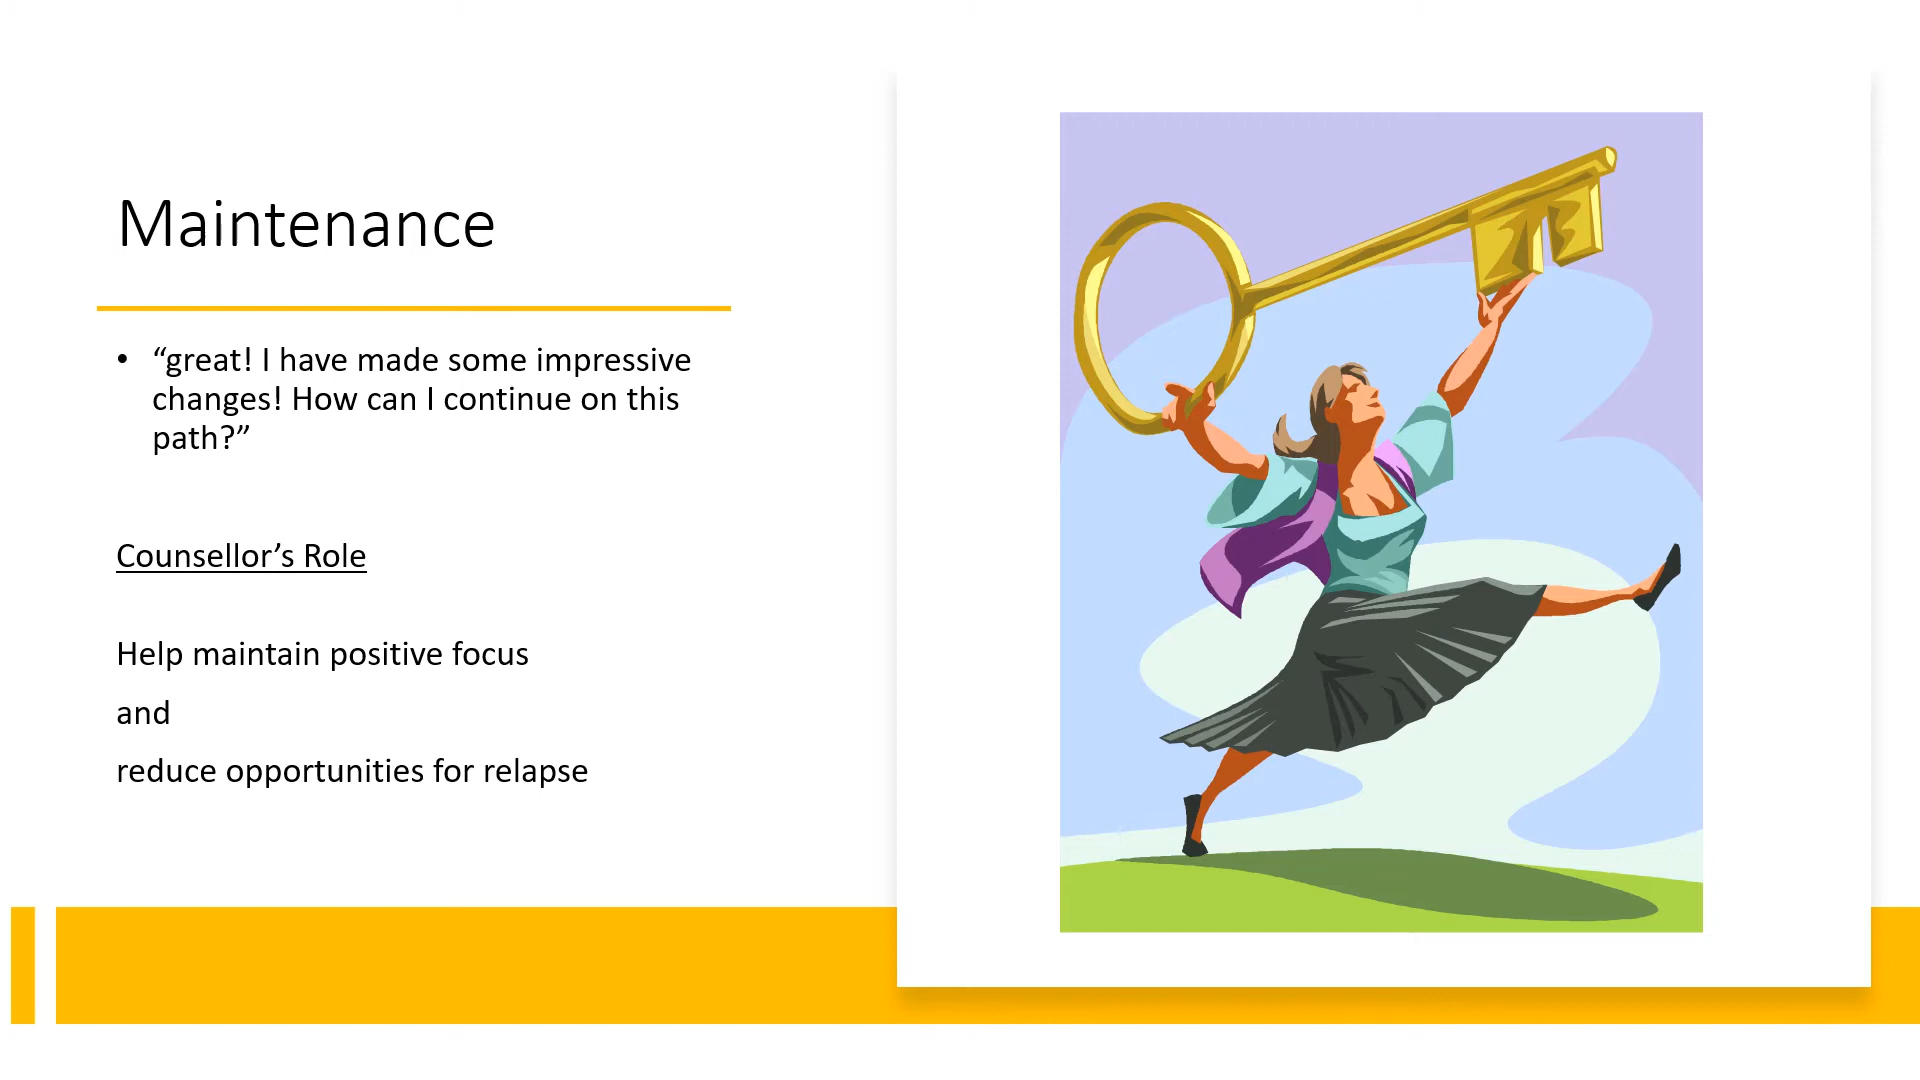 Maintenance
• “great! I have made some impressive
changes! How can I continue on this
path?”
Counsellor’s Role
Help maintain positive focus
and
reduce opportunities for relapse